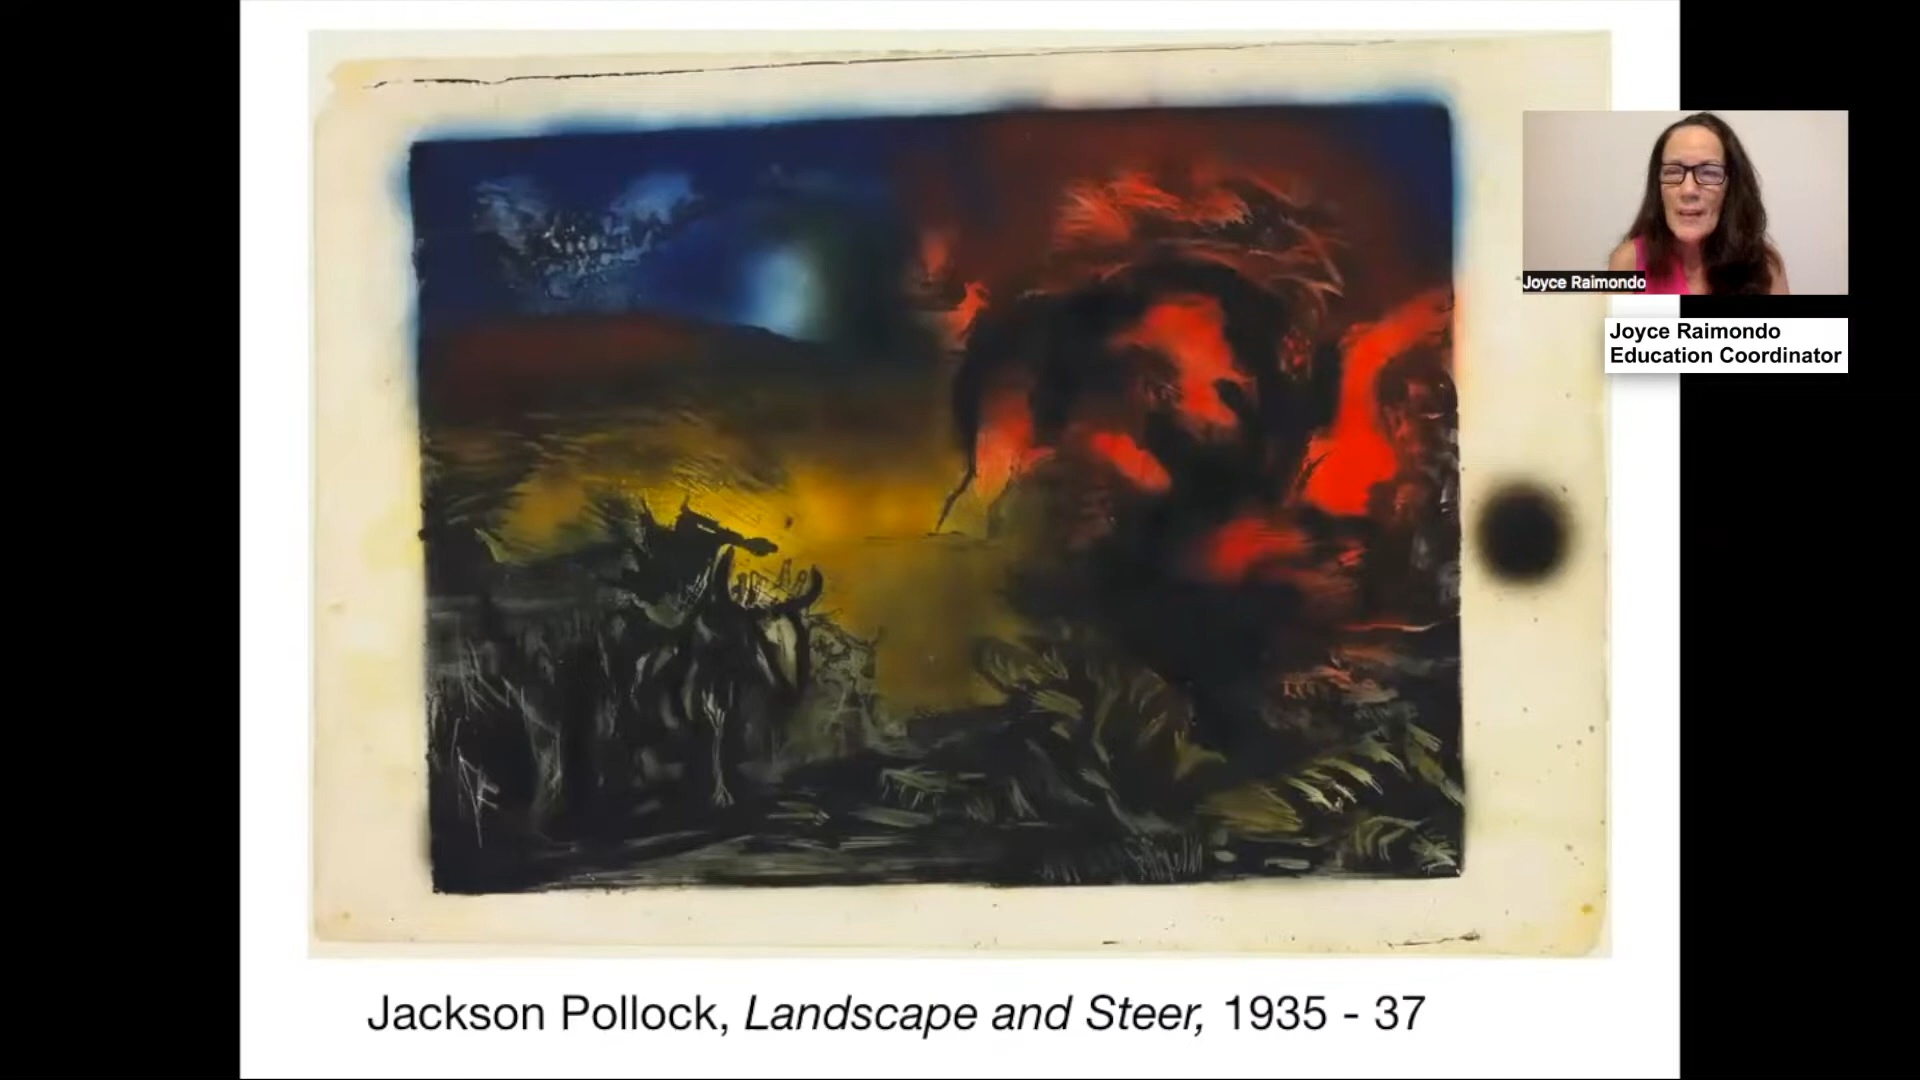 Joyce Raimondo
Joyce Raimondo
Education Coordinator
Jackson Pollock, Landscape and Steer, 1935 - 37